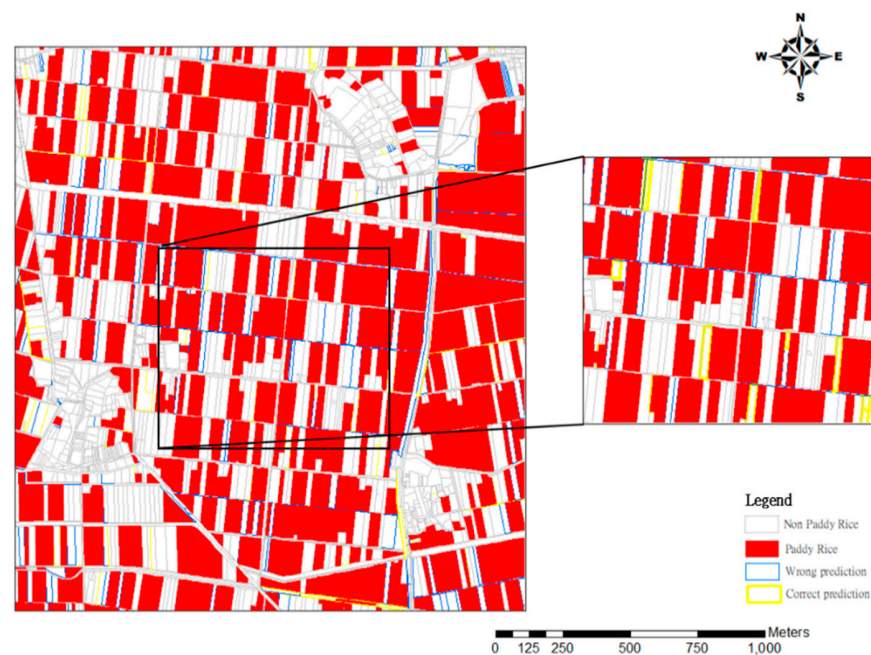 N
W E
S
Legend
Non Paddy Rice
Paddy Rice
Wrong prediction
Correct prediction
Meters
0 125 250 500 750 1,000